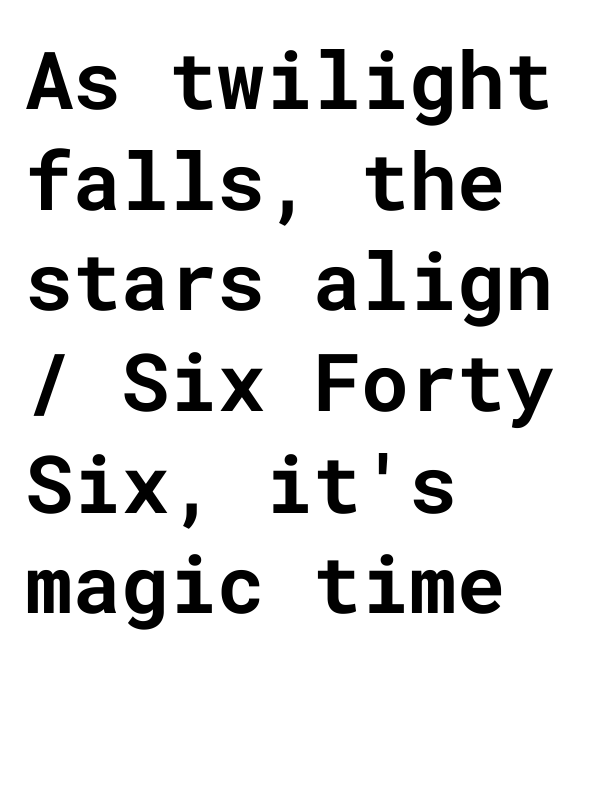 As twilight
falls, the
stars align
/ Six Forty
Six, it's
magic time